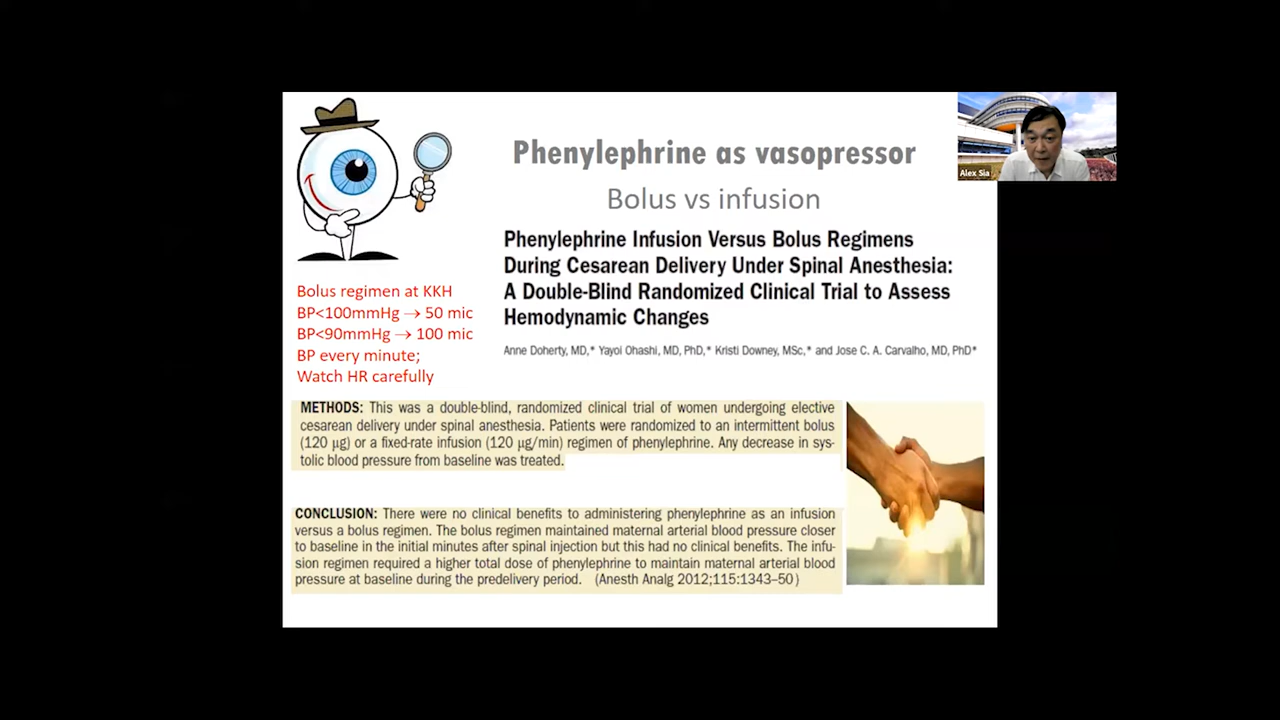 Phenylephrine as vasopressor
Bolus vs infusion
Alex Sia
Phenylephrine Infusion Versus Bolus Regimens
During Cesarean Delivery Under Spinal Anesthesia:
A Double-Blind Randomized Clinical Trial to Assess
Hemodynamic Changes
Anne Doherty, MD,* Yayoi Ohashi, MD, PhD,* Kristi Downey, MSc,* and Jose C. A. Carvalho, MD, PhD*
Bolus regimen at KKH
BP<100mmHg → 50 mic
BP<90mmHg → 100 mic
BP every minute;
Watch HR carefully
METHODS: This was a double-blind, randomized clinical trial of women undergoing elective
cesarean delivery under spinal anesthesia. Patients were randomized to an intermittent bolus
(120 μg) or a fixed-rate infusion (120 μg/min) regimen of phenylephrine. Any decrease in sys-
tolic blood pressure from baseline was treated.
CONCLUSION: There were no clinical benefits to administering phenylephrine as an infusion
versus a bolus regimen. The bolus regimen maintained maternal arterial blood pressure closer
to baseline in the initial minutes after spinal injection but this had no clinical benefits. The infu-
sion regimen required a higher total dose of phenylephrine to maintain maternal arterial blood
pressure at baseline during the predelivery period. (Anesth Analg 2012;115:1343–50)